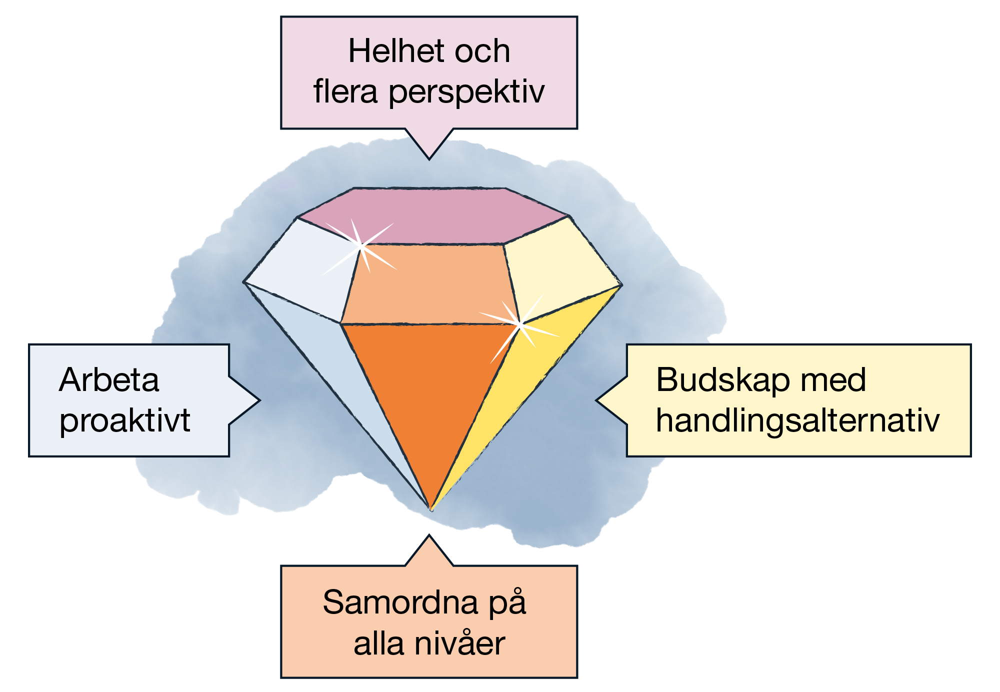 Helhet och
flera perspektiv
Arbeta
proaktivt
Budskap med
handlingsalternativ
Samordna på
alla nivåer